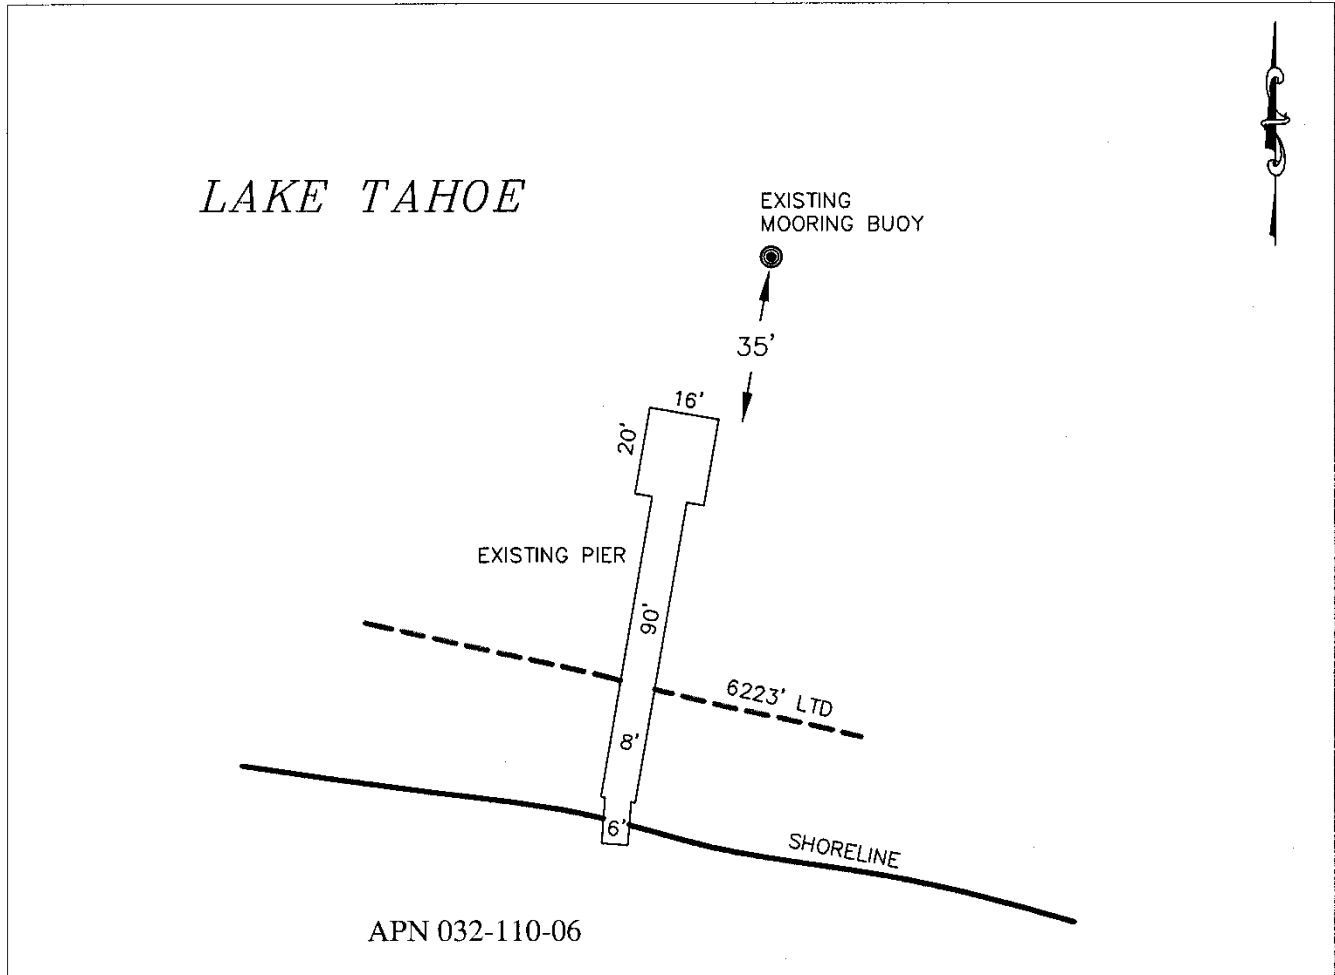 LAKE TAHOE
EXISTING
MOORING BUOY
35'
16'
20'
EXISTING PIER
90'
6223' LTD
8'
6'
SHORELINE
APN 032-110-06